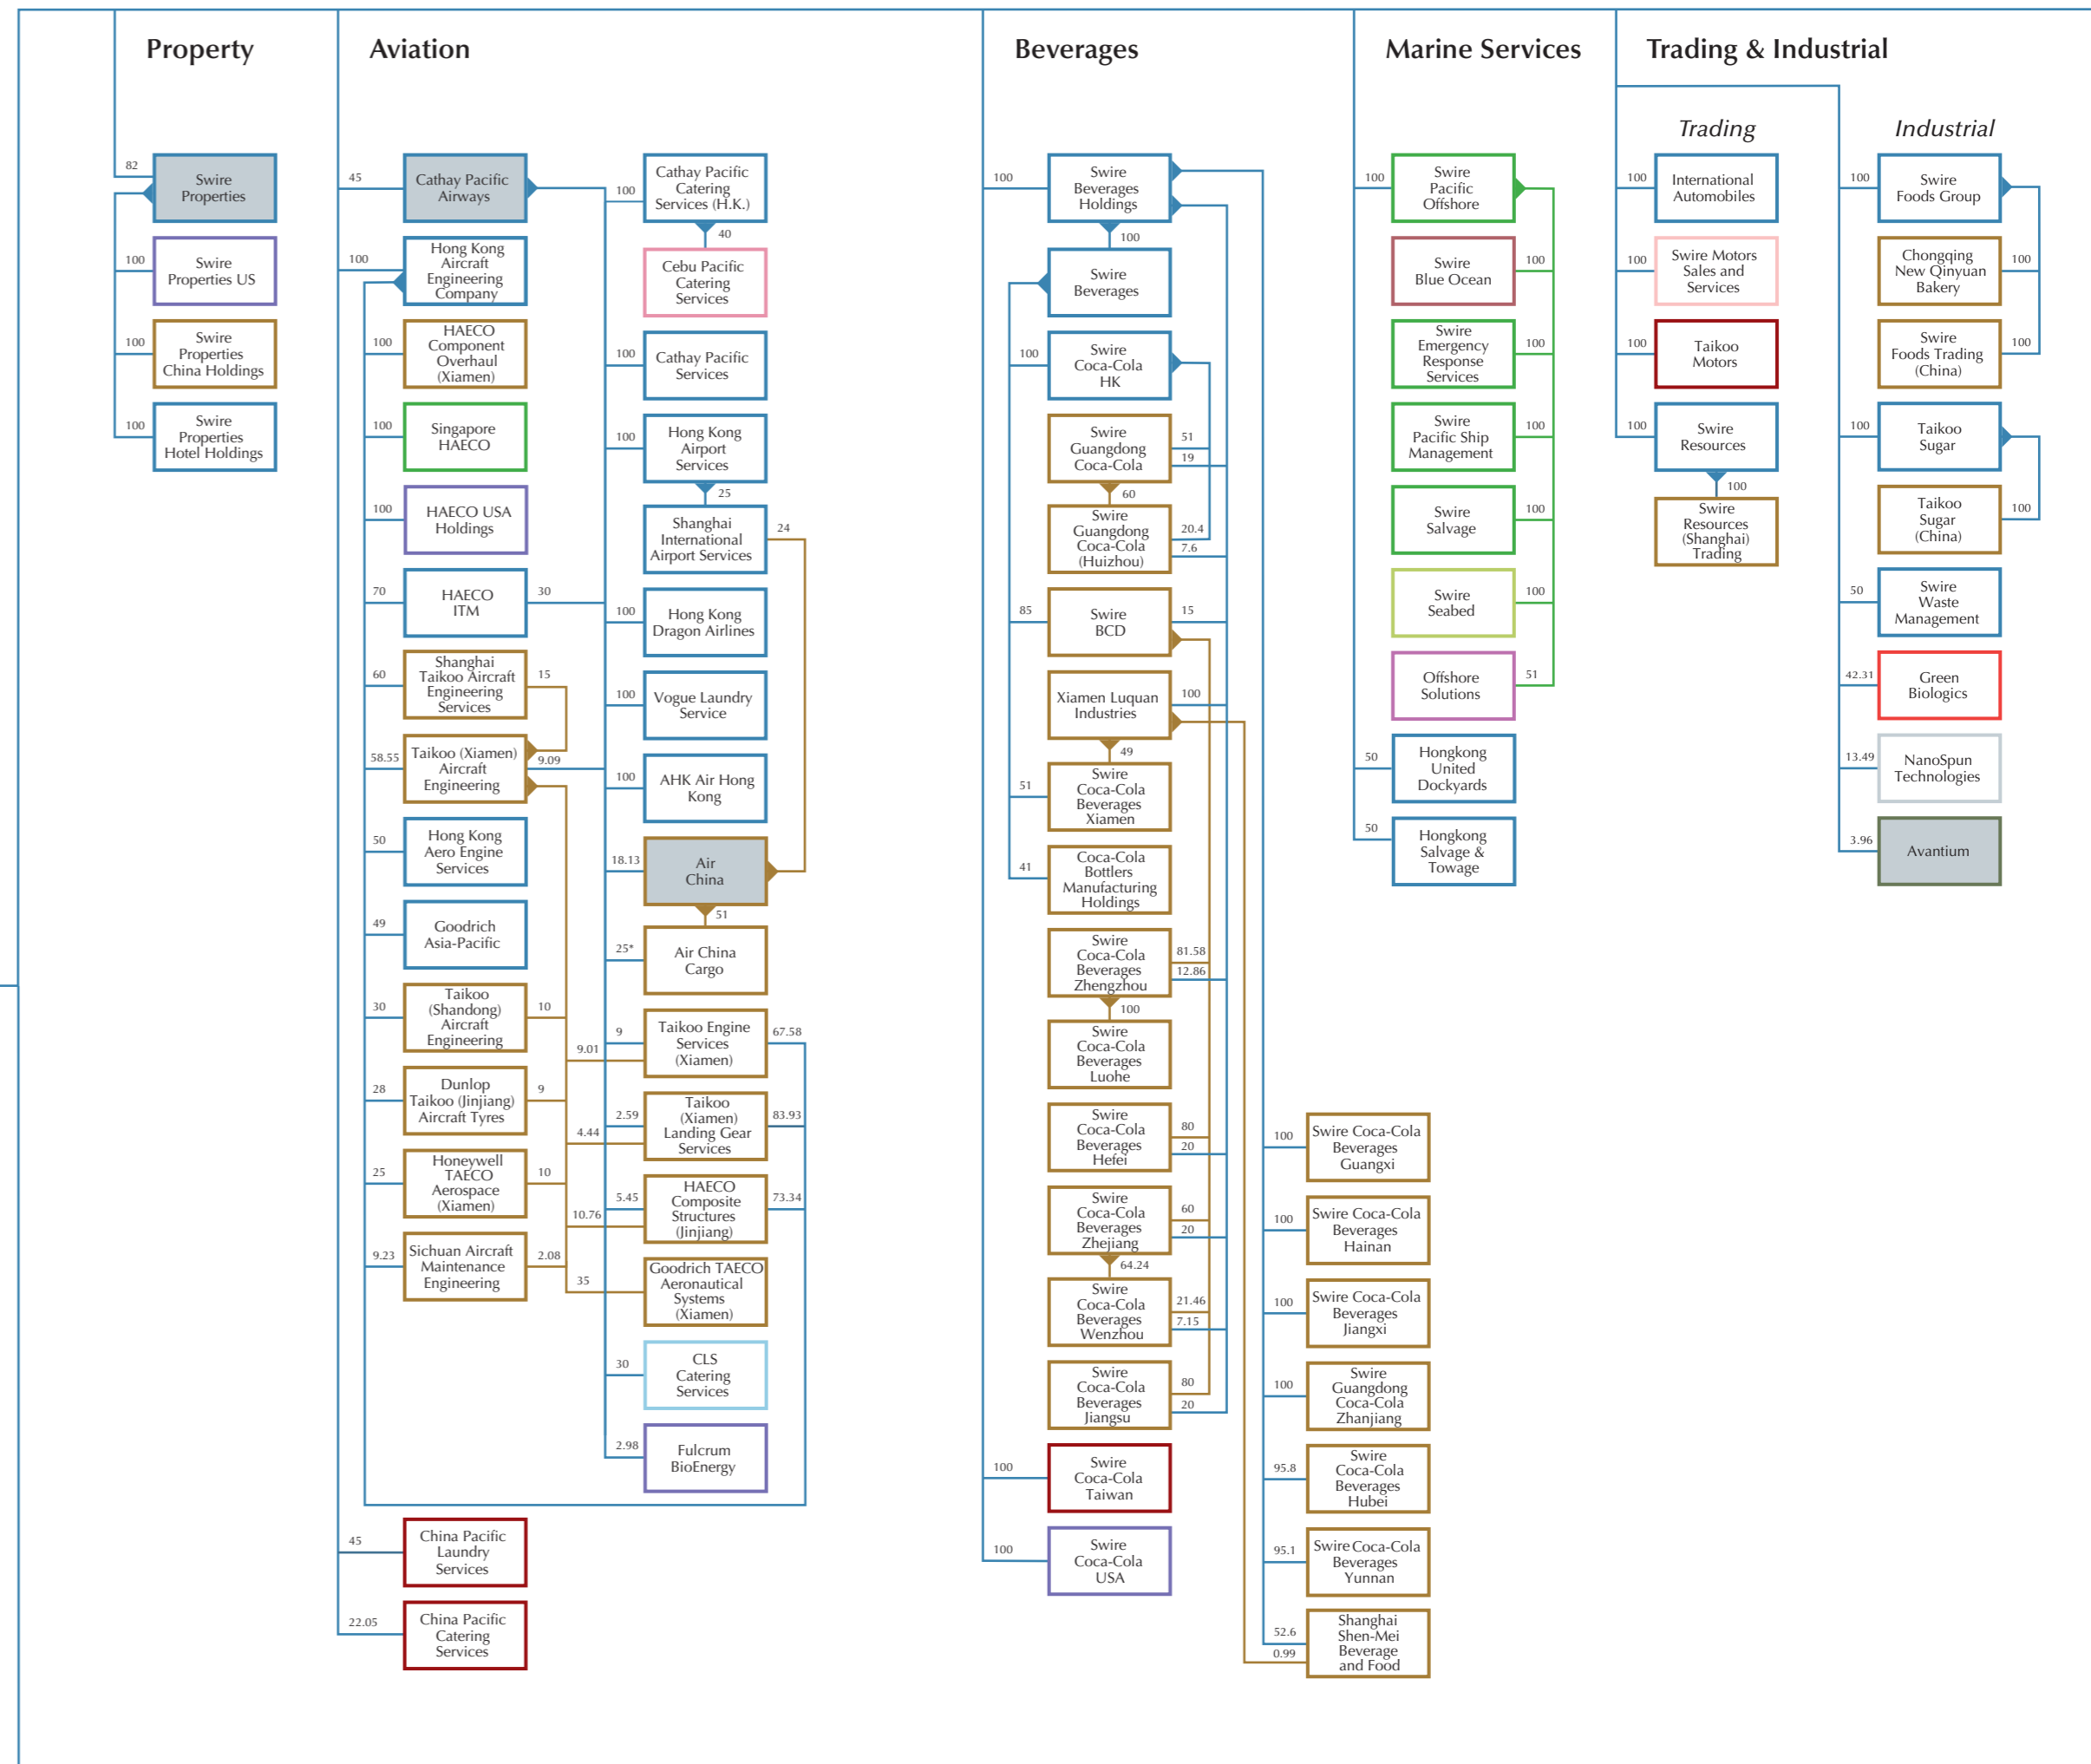 Property
82
Swire
Properties
100
Swire
Properties US
100
Swire
Properties
China Holdings
100
Swire
Properties
Hotel Holdings
Aviation
45
Cathay Pacific
Airways
100
Hong Kong
Aircraft
Engineering
Company
100
HAECO
Component
Overhaul
(Xiamen)
100
Singapore
HAECO
100
HAECO USA
Holdings
70
HAECO
ITM
30
60
Shanghai
Taikoo Aircraft
Engineering
Services
15
58.55
Taikoo (Xiamen)
Aircraft
Engineering
9.09
50
Hong Kong
Aero Engine
Services
49
Goodrich
Asia-Pacific
30
Taikoo
(Shandong)
Aircraft
Engineering
10
28
Dunlop
Taikoo (Jinjiang)
Aircraft Tyres
9
25
Honeywell
TAECO
Aerospace
(Xiamen)
10
9.23
Sichuan Aircraft
Maintenance
Engineering
2.08
45
China Pacific
Laundry
Services
22.05
China Pacific
Catering
Services
100
Cathay Pacific
Catering
Services (H.K.)
40
Cebu Pacific
Catering
Services
100
Cathay Pacific
Services
100
Hong Kong
Airport
Services
25
Shanghai
International
Airport Services
24
100
Hong Kong
Dragon Airlines
100
Vogue Laundry
Service
100
AHK Air Hong
Kong
18.13
Air
China
51
25*
Air China
Cargo
9
9.01
Taikoo Engine
Services
(Xiamen)
67.58
2.59
4.44
Taikoo
(Xiamen)
Landing Gear
Services
83.93
5.45
10.76
HAECO
Composite
Structures
(Jinjiang)
73.34
35
Goodrich TAECO
Aeronautical
Systems
(Xiamen)
30
CLS
Catering
Services
2.98
Fulcrum
BioEnergy
Beverages
100
Swire
Beverages
Holdings
100
Swire
Beverages
100
Swire
Coca-Cola
HK
Swire
Guangdong
Coca-Cola
51
19
60
Swire
Guangdong
Coca-Cola
(Huizhou)
20.4
7.6
85
Swire
BCD
15
Xiamen Luquan
Industries
100
49
51
Swire
Coca-Cola
Beverages
Xiamen
41
Coca-Cola
Bottlers
Manufacturing
Holdings
Swire
Coca-Cola
Beverages
Zhengzhou
81.58
12.86
100
Swire
Coca-Cola
Beverages
Luohe
Swire
Coca-Cola
Beverages
Hefei
80
20
Swire
Coca-Cola
Beverages
Zhejiang
60
20
64.24
Swire
Coca-Cola
Beverages
Wenzhou
21.46
7.15
Swire
Coca-Cola
Beverages
Jiangsu
80
20
100
Swire
Coca-Cola
Taiwan
100
Swire
Coca-Cola
USA
100
Swire Coca-Cola
Beverages
Guangxi
100
Swire Coca-Cola
Beverages
Hainan
100
Swire Coca-Cola
Beverages
Jiangxi
100
Swire
Guangdong
Coca-Cola
Zhanjiang
95.8
Swire
Coca-Cola
Beverages
Hubei
95.1
Swire Coca-Cola
Beverages
Yunnan
52.6
0.99
Shanghai
Shen-Mei
Beverage
and Food
Marine Services
100
Swire
Pacific
Offshore
Swire
Blue Ocean
100
Swire
Emergency
Response
Services
100
Swire
Pacific Ship
Management
100
Swire
Salvage
100
Swire
Seabed
100
Offshore
Solutions
51
50
Hongkong
United
Dockyards
50
Hongkong
Salvage &
Towage
Trading & Industrial
Trading
100
International
Automobiles
100
Swire Motors
Sales and
Services
100
Taikoo
Motors
100
Swire
Resources
100
Swire
Resources
(Shanghai)
Trading
Industrial
100
Swire
Foods Group
Chongqing
New Qinyuan
Bakery
100
Swire
Foods Trading
(China)
100
100
Taikoo
Sugar
Taikoo
Sugar
(China)
100
50
Swire
Waste
Management
42.31
Green
Biologics
13.49
NanoSpun
Technologies
3.96
Avantium